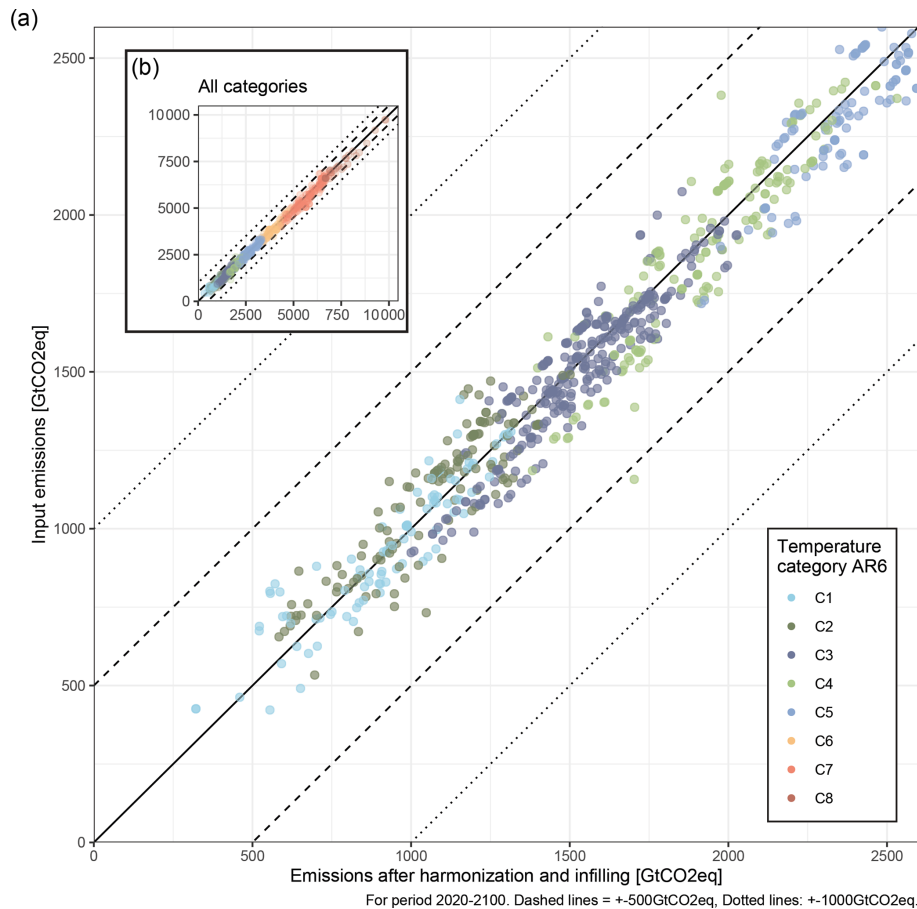 (a)
(b)
All categories
10000
7500
5000
2500
0
0
2500
5000
750
10000
2500
2000
1500
1000
500
0
Input emissions [GtCO2eq]
Temperature
category AR6
C1
C2
C3
C4
C5
C6
C7
C8
0
500
1000
1500
2000
2500
Emissions after harmonization and infilling [GtCO2eq]
For period 2020-2100. Dashed lines = +-500GtCO2eq, Dotted lines: +-1000GtCO2eq.